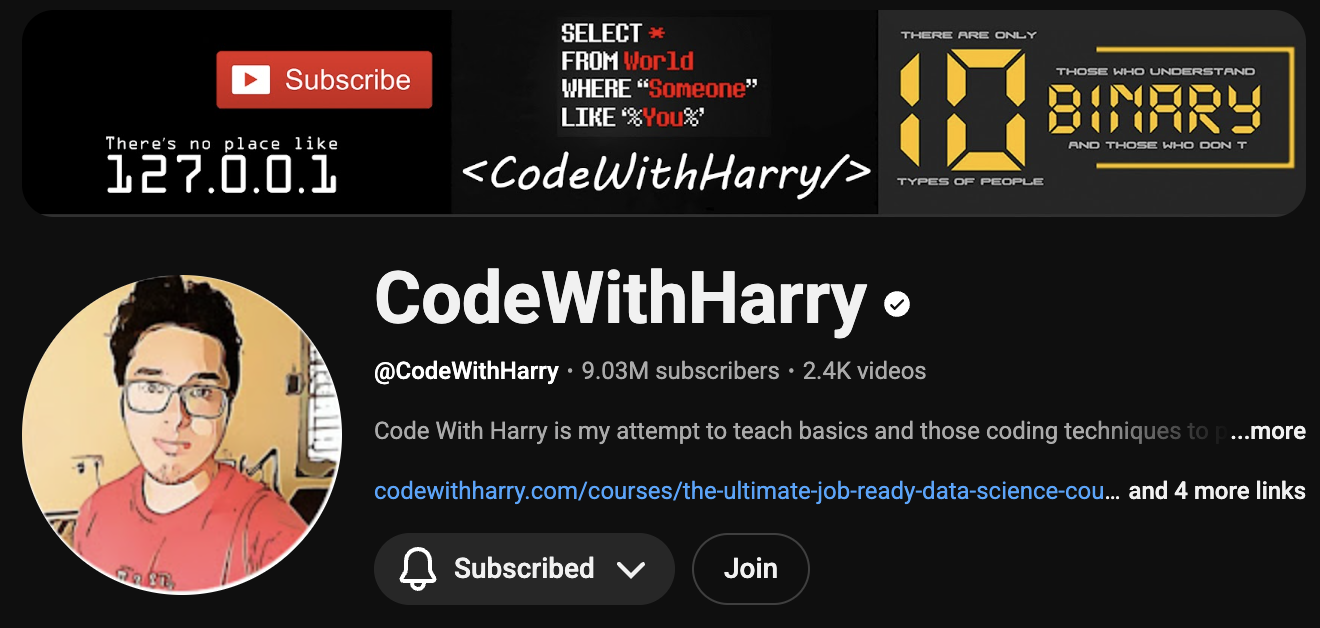 Subscribe
There's no place like
127.0.0.1
SELECT *
FROM World
WHERE “Someone”
LIKE ‘%You%’
<CodeWithHarry/>
THERE ARE ONLY
10
TYPES OF PEOPLE
THOSE WHO UNDERSTAND
BINARY
AND THOSE WHO DON T
CodeWithHarry
@CodeWithHarry • 9.03M subscribers • 2.4K videos
Code With Harry is my attempt to teach basics and those coding techniques to p ...more
codewithharry.com/courses/the-ultimate-job-ready-data-science-cou... and 4 more links
Subscribed
Join